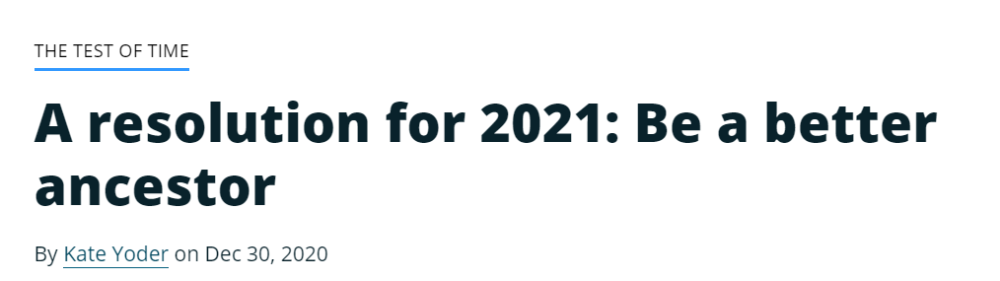 THE TEST OF TIME
A resolution for 2021: Be a better
ancestor
By Kate Yoder on Dec 30, 2020